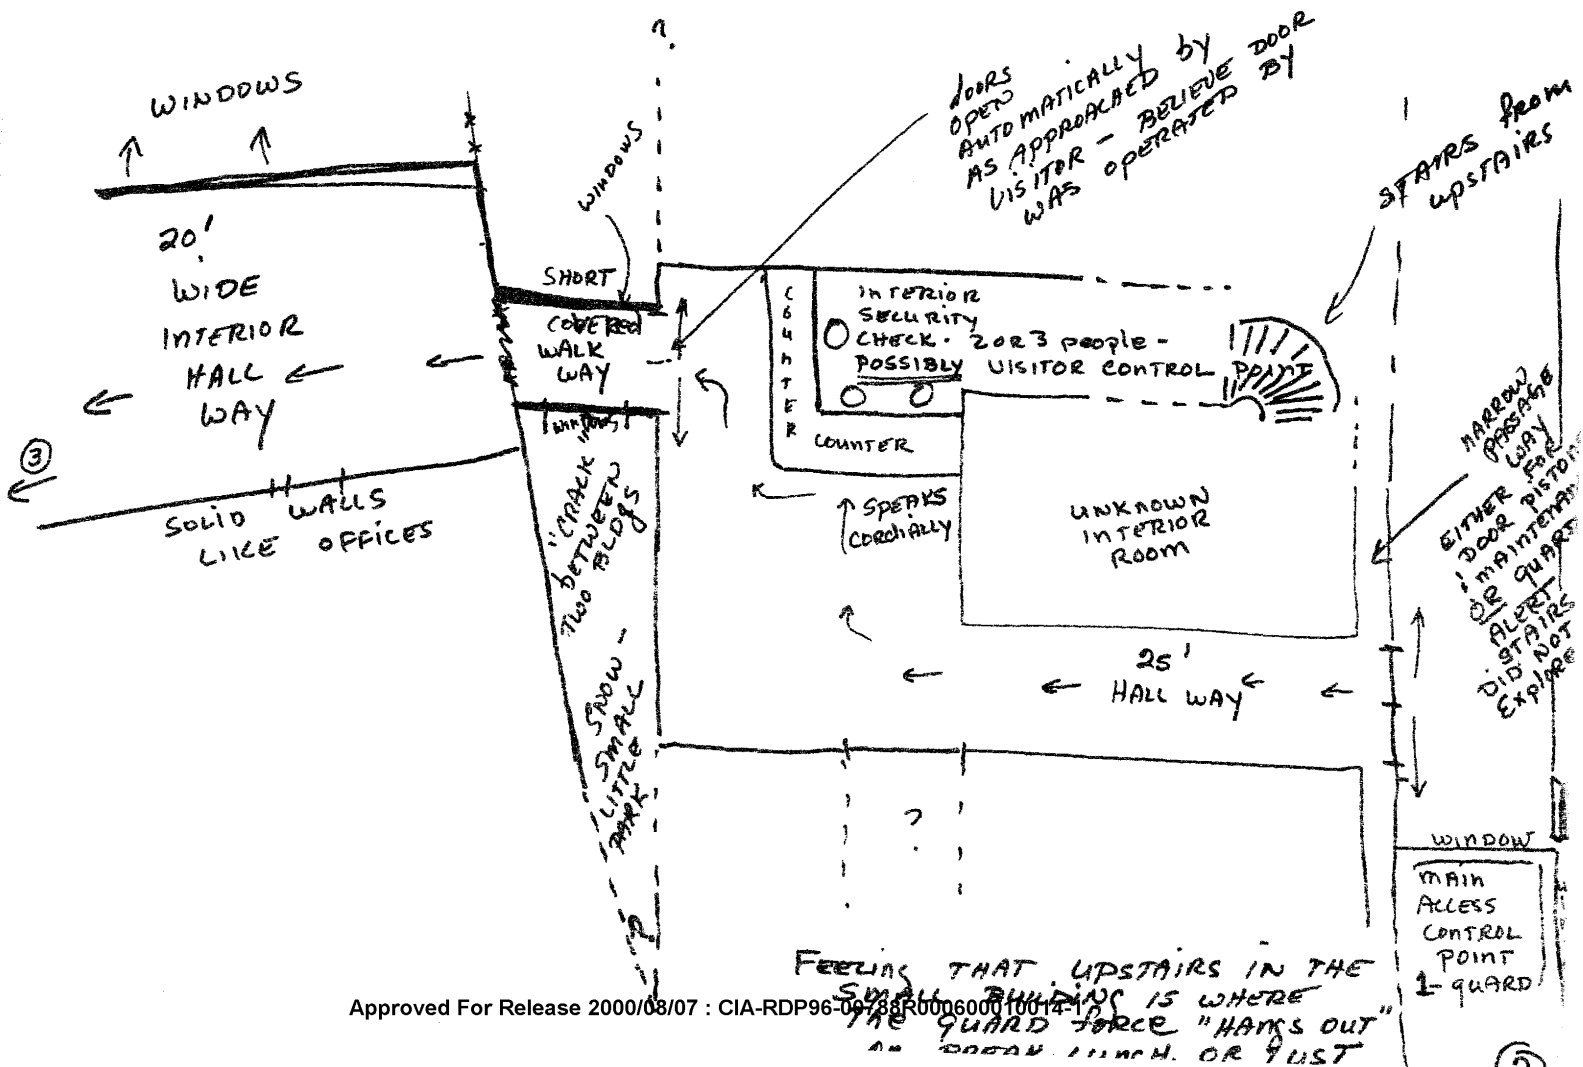 ?
WINDOWS
20'
WIDE
INTERIOR
HALL
WAY
3
SOLID WALLS
LIKE OFFICES
WINDOWS
SHORT
COVERED
WALK
WAY
WINDOWS
"CRACK"
between
TWO BLDGS
SNOW -
SMALL
LITTLE
PARK
?
dOORS
OPEN
AUTOMATICALLY by
AS APPROACHED
VISITOR - BELIEVE DOOR
WAS OPERATED BY
COUNTER
INTERIOR
SECURITY
CHECK. 2 OR 3 people -
POSSIBLY VISITOR CONTROL POINT
COUNTER
SPEAKS
CORdIALLY
UNKNOWN
INTERIOR
ROOM
STAIRS from
upSTAIRS
NARROW
PASSAGE
WAY
EITHER FOR
DOOR PISTON
OR
ALERT
STAIRS
DID NOT
Explore
25'
HALL WAY
?
WINDOW
MAIN
ACCESS
CONTROL
POINT
1- GUARD
FEELING THAT UPSTAIRS IN THE
SMALL BUILDING IS WHERE
THE GUARD force "HANGS OUT"
OR JUST
Approved For Release 2000/08/07 : CIA-RDP96-00788R000600010014-1